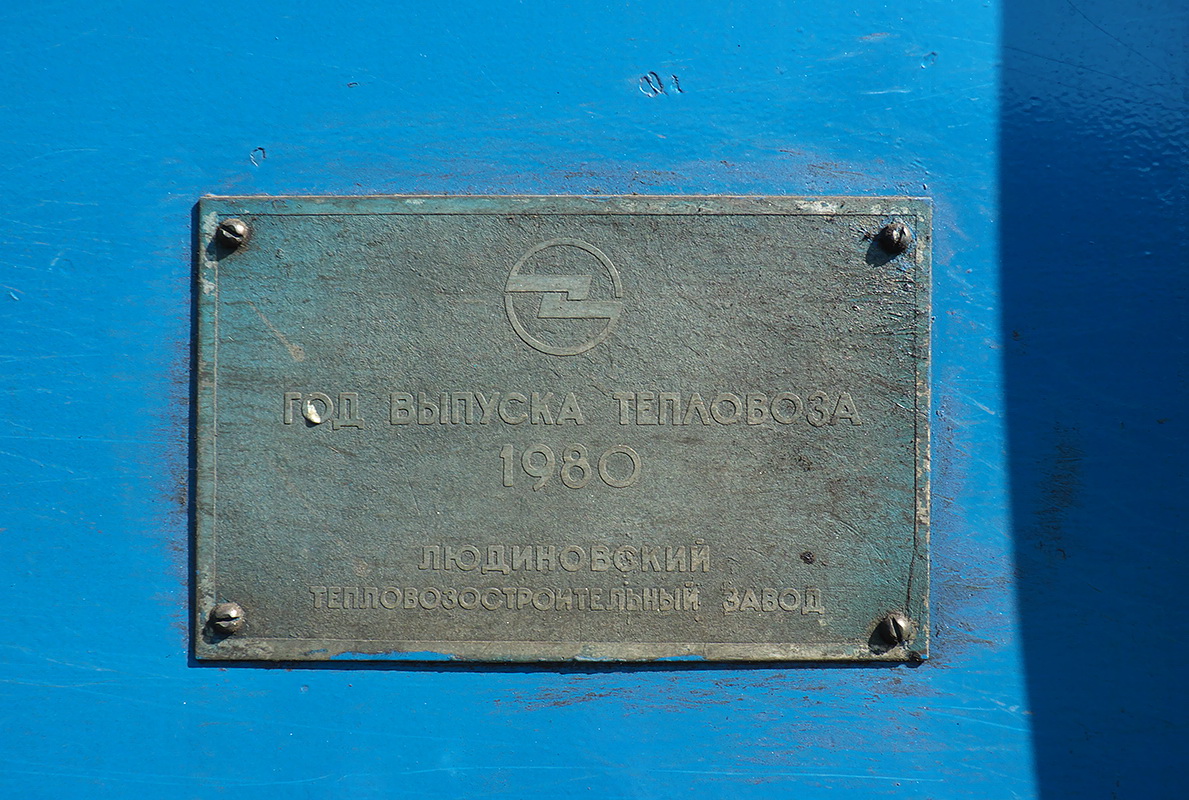 ГОД ВЫПУСКА ТЕПЛОВОЗА
1980
ЛЮДИНОВСКИЙ
ТЕПЛОВОЗОСТРОИТЕЛЬНЫЙ ЗАВОД